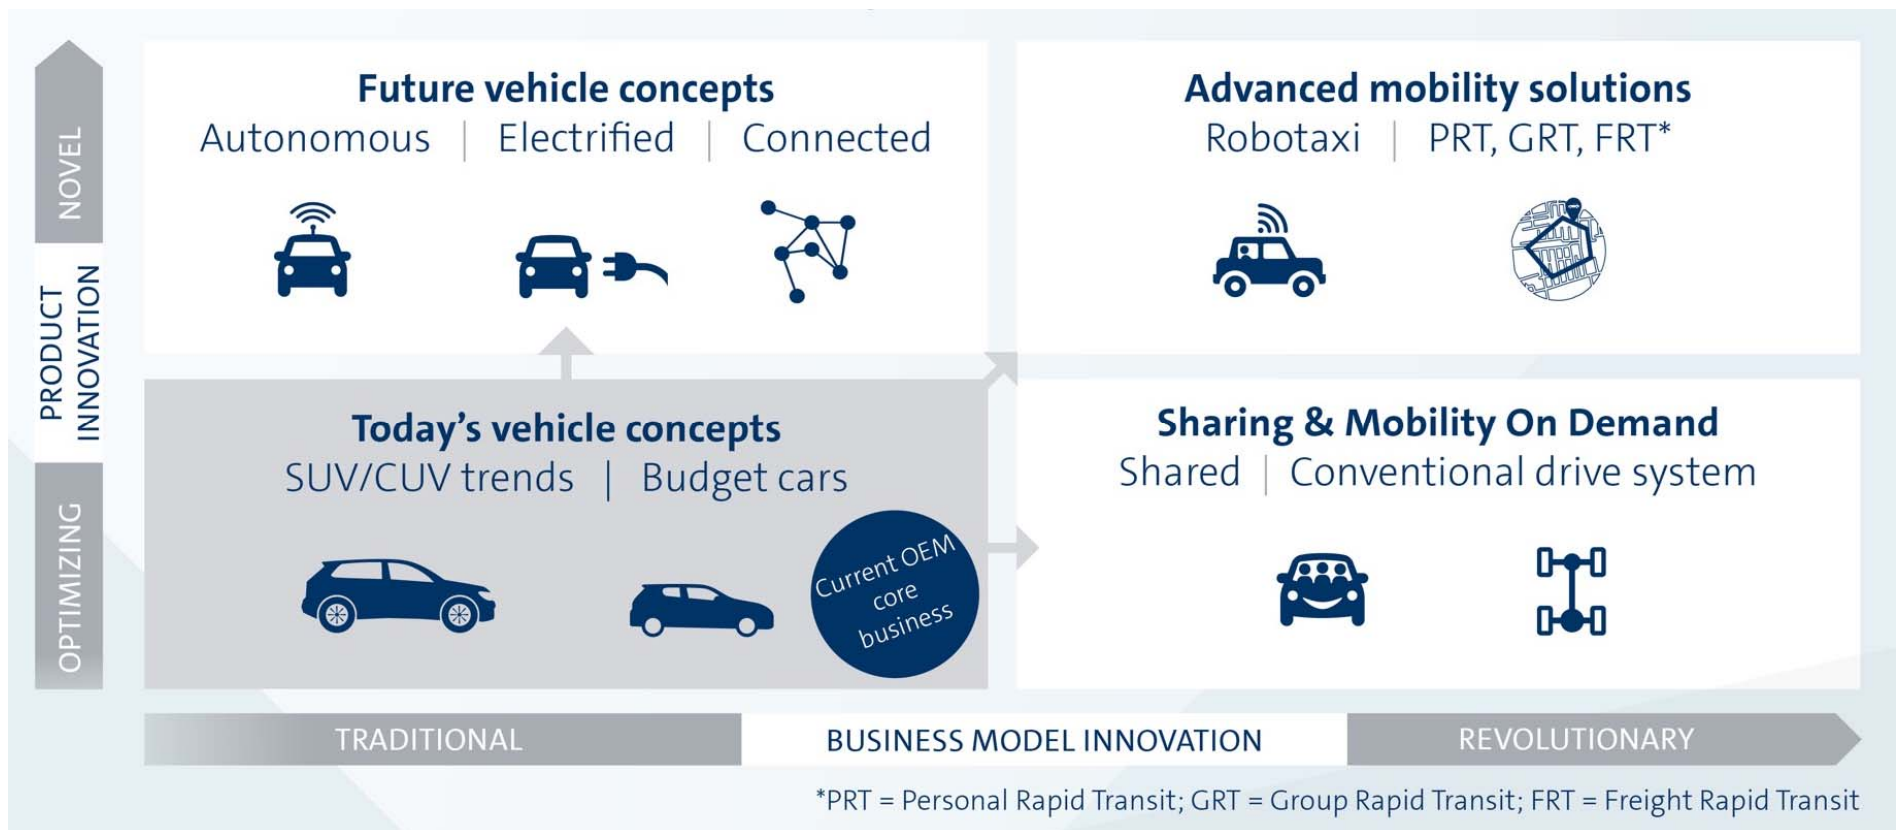 Future vehicle concepts
Autonomous | Electrified | Connected
Advanced mobility solutions
Robotaxi | PRT, GRT, FRT*
NOVEL
PRODUCT
INNOVATION
OPTIMIZING
Today's vehicle concepts
SUV/CUV trends | Budget cars
Current OEM
core
business
Sharing & Mobility On Demand
Shared | Conventional drive system
TRADITIONAL
BUSINESS MODEL INNOVATION
REVOLUTIONARY
*PRT = Personal Rapid Transit; GRT = Group Rapid Transit; FRT = Freight Rapid Transit